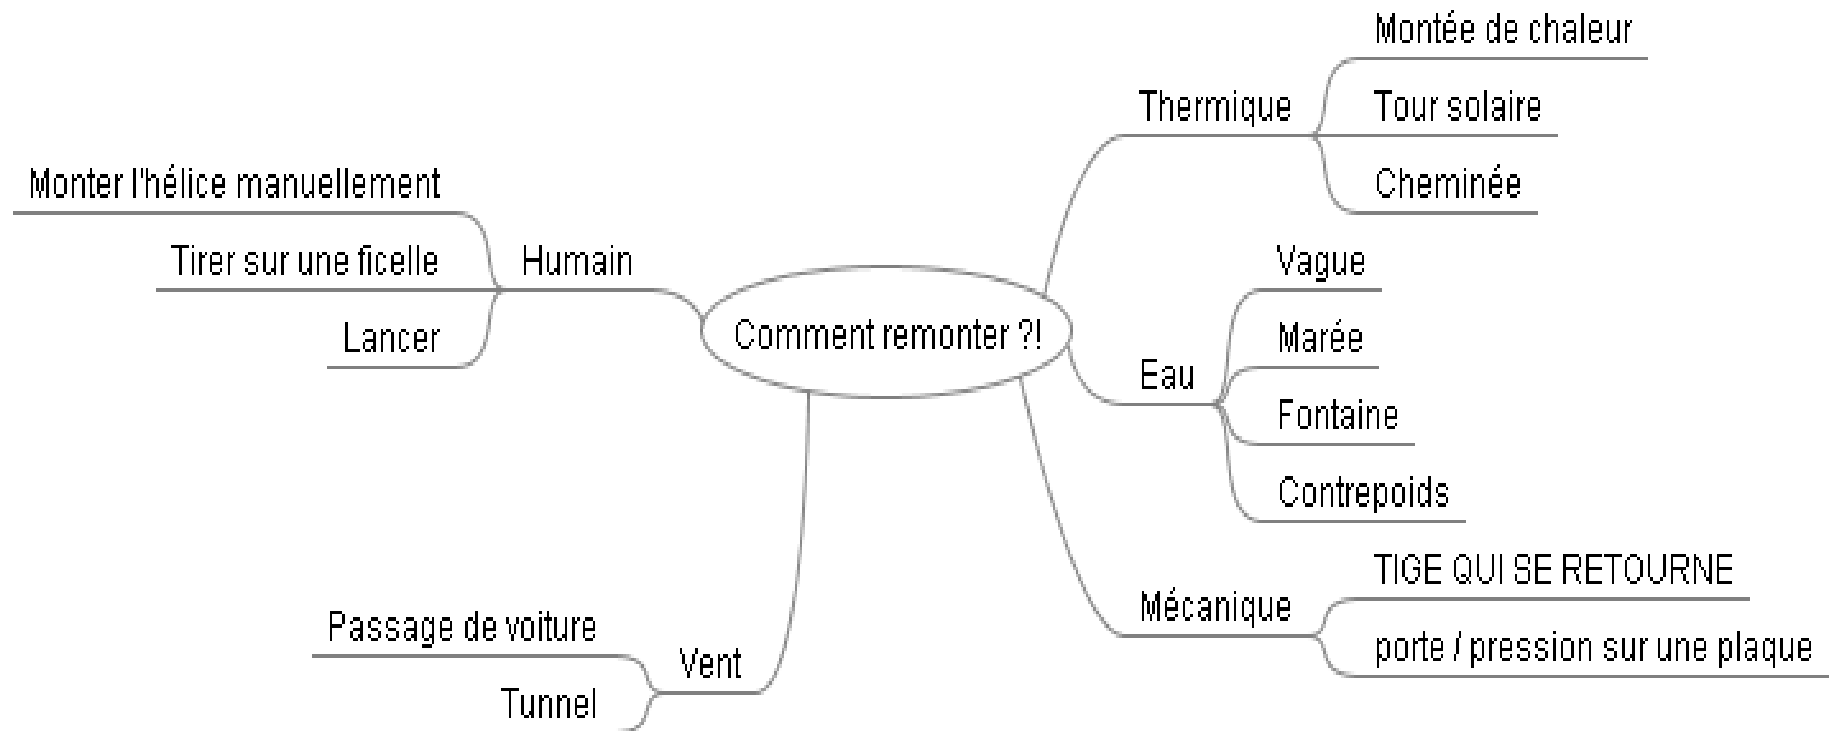 Comment remonter ?!
Thermique
Montée de chaleur
Tour solaire
Cheminée
Eau
Vague
Marée
Fontaine
Contrepoids
Mécanique
TIGE QUI SE RETOURNE
porte / pression sur une plaque
Humain
Monter l'hélice manuellement
Tirer sur une ficelle
Lancer
Vent
Passage de voiture
Tunnel